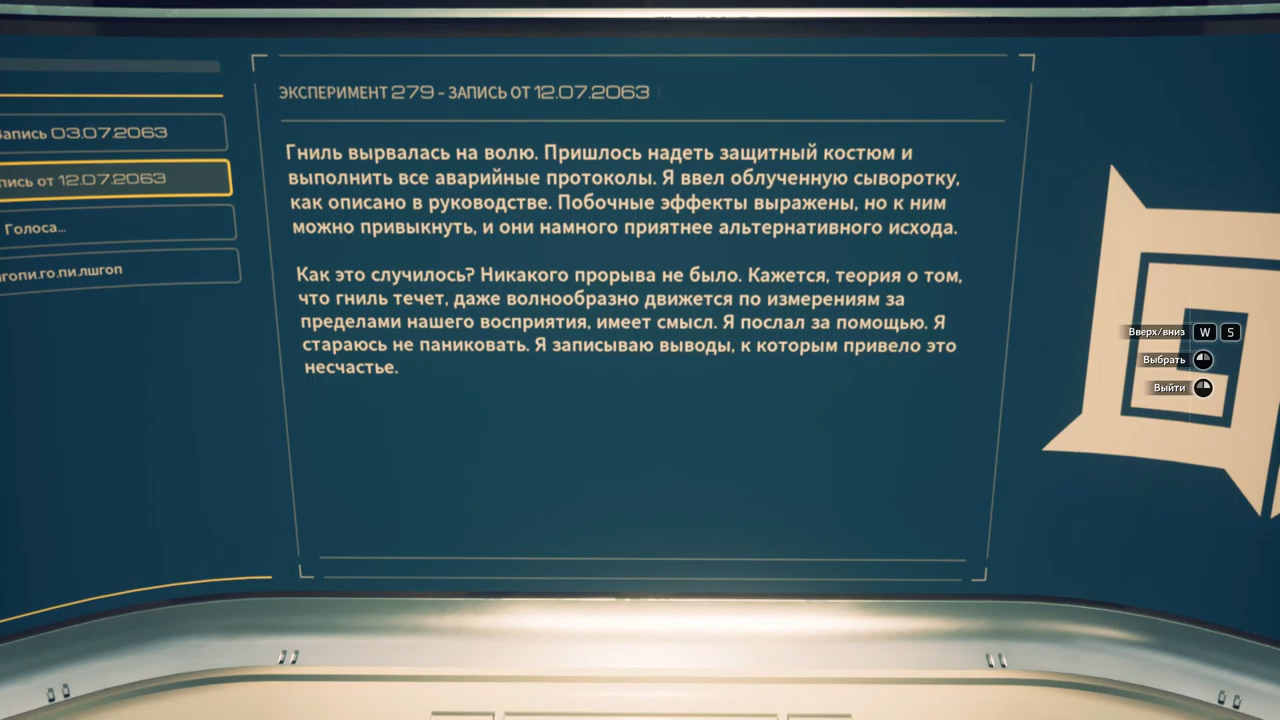 ЭКСПЕРИМЕНТ 279 - ЗАПИСЬ ОТ 12.07.2063
Запись 03.07.2063
от 12.07.2063
Голоса...
Гниль вырвалась на волю. Пришлось надеть защитный костюм и
выполнить все аварийные протоколы. Я ввел облученную сыворотку,
как описано в руководстве. Побочные эффекты выражены, но к ним
можно привыкнуть, и они намного приятнее альтернативного исхода.
Как это случилось? Никакого прорыва не было. Кажется, теория о том,
что гниль течет, даже волнообразно движется по измерениям за
пределами нашего восприятия, имеет смысл. Я послал за помощью. Я
стараюсь не паниковать. Я записываю выводы, к которым привело это
несчастье.
Вверх/вниз W S
Выбрать
Выйти